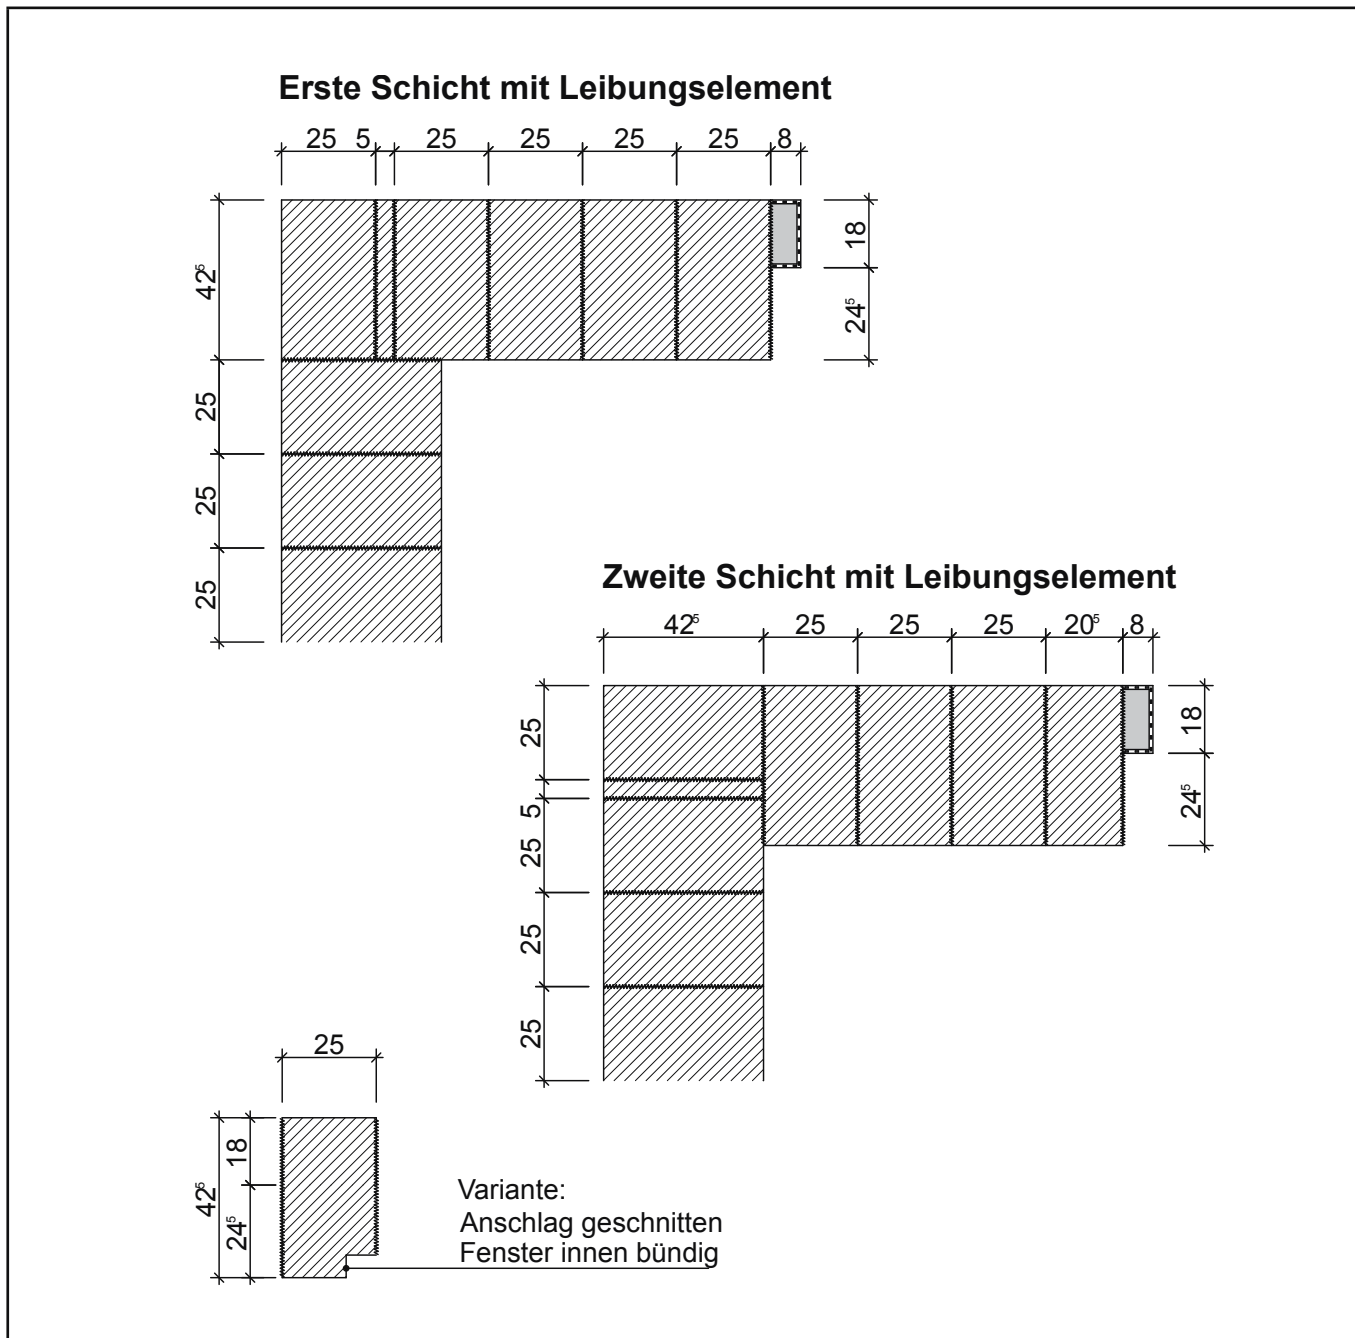 Erste Schicht mit Leibungselement
25 5 25 25 25 25 8
42⁵
25
25
25
18
24⁵
Zweite Schicht mit Leibungselement
42⁵ 25 25 25 20⁵ 8
25
5
25
25
25
18
24⁵
25
42⁵
18
24⁵
Variante:
Anschlag geschnitten
Fenster innen bündig